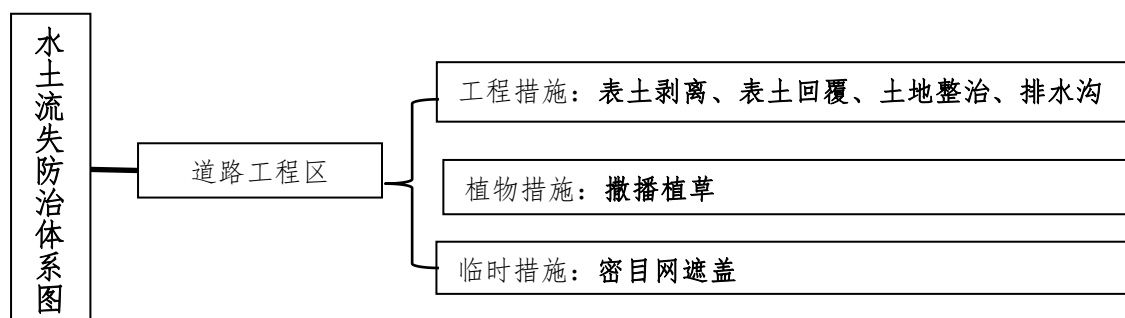 水土流失防治体系图
道路工程区
工程措施：表土剥离、表土回覆、土地整治、排水沟
植物措施：撒播植草
临时措施：密目网遮盖